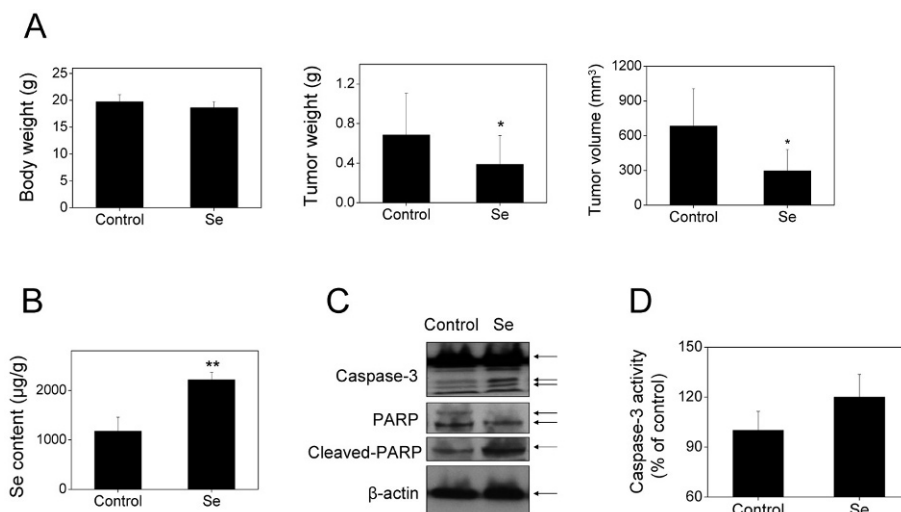 A
Body weight (g)
25
20
15
10
5
0
Control Se
Tumor weight (g)
1.2
0.8
0.4
0.0
*
Control Se
Tumor volume (mm³)
1200
900
600
300
0
*
Control Se
B
Se content (µg/g)
2000
1000
0
**
Control Se
C
Control Se
Caspase-3
PARP
Cleaved-PARP
β-actin
D
Caspase-3 activity
(% of control)
150
120
90
60
Control Se